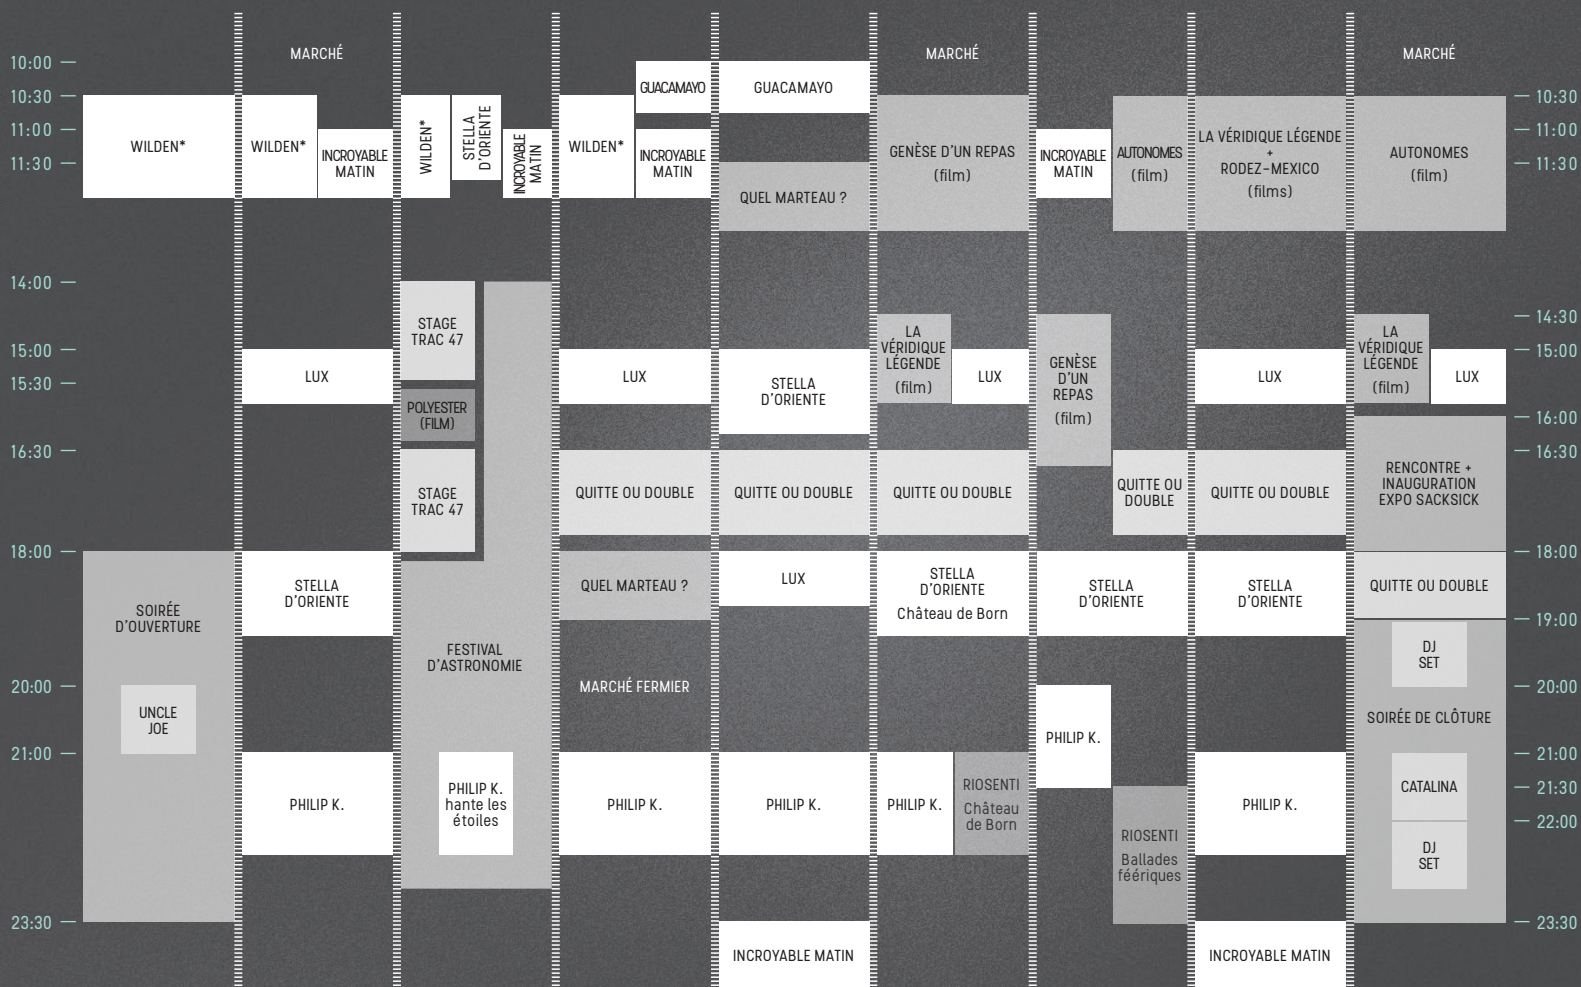 10:00
10:30
11:00
11:30
14:00
15:00
15:30
16:30
18:00
20:00
21:00
23:30
WILDEN*
SOIRÉE
D'OUVERTURE
UNCLE
JOE
MARCHÉ
WILDEN*
INCROYABLE
MATIN
LUX
STELLA
D'ORIENTE
PHILIP K.
WILDEN*
STELLA
D'ORIENTE
INCROYABLE
MATIN
STAGE
TRAC 47
POLYESTER
(FILM)
STAGE
TRAC 47
FESTIVAL
D'ASTRONOMIE
PHILIP K.
hante les
étoiles
WILDEN*
GUACAMAYO
INCROYABLE
MATIN
LUX
QUITTE OU DOUBLE
QUEL MARTEAU ?
MARCHÉ FERMIER
PHILIP K.
GUACAMAYO
QUEL MARTEAU ?
STELLA
D'ORIENTE
QUITTE OU DOUBLE
LUX
PHILIP K.
INCROYABLE MATIN
MARCHÉ
GENÈSE D'UN REPAS
(film)
LA
VÉRIDIQUE
LÉGENDE
(film)
LUX
QUITTE OU DOUBLE
STELLA
D'ORIENTE
Château de Born
PHILIP K.
RIOSENTI
Château
de Born
INCROYABLE
MATIN
AUTONOMES
(film)
GENÈSE
D'UN
REPAS
(film)
QUITTE OU
DOUBLE
STELLA
D'ORIENTE
PHILIP K.
RIOSENTI
Ballades
féériques
LA VÉRIDIQUE LÉGENDE
+
RODEZ-MEXICO
(films)
LUX
QUITTE OU DOUBLE
STELLA
D'ORIENTE
PHILIP K.
INCROYABLE MATIN
MARCHÉ
AUTONOMES
(film)
LA
VÉRIDIQUE
LÉGENDE
(film)
LUX
RENCONTRE +
INAUGURATION
EXPO SACKSICK
QUITTE OU DOUBLE
DJ
SET
SOIRÉE DE CLÔTURE
CATALINA
DJ
SET
10:30
11:00
11:30
14:30
15:00
16:00
16:30
18:00
19:00
20:00
21:00
21:30
22:00
23:30